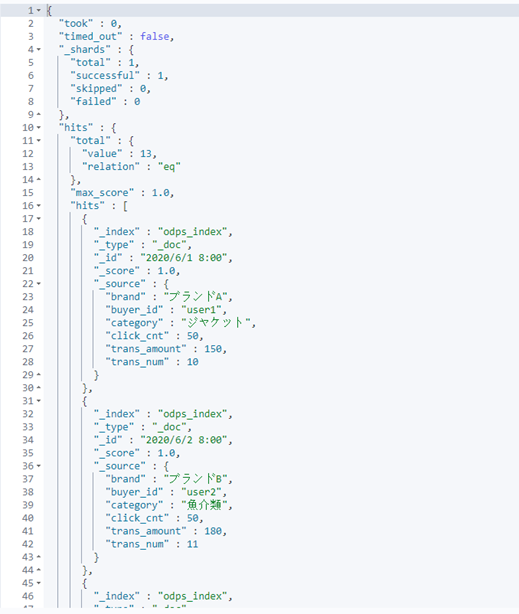 1 {
2 "took" : 0,
3 "timed_out" : false,
4 "_shards" : {
5 "total" : 1,
6 "successful" : 1,
7 "skipped" : 0,
8 "failed" : 0
9 },
10 "hits" : {
11 "total" : {
12 "value" : 13,
13 "relation" : "eq"
14 },
15 "max_score" : 1.0,
16 "hits" : [
17 {
18 "_index" : "odps_index",
19 "_type" : "_doc",
20 "_id" : "2020/6/1 8:00",
21 "_score" : 1.0,
22 "_source" : {
23 "brand" : "ブランドA",
24 "buyer_id" : "user1",
25 "category" : "ジャケット",
26 "click_cnt" : 50,
27 "trans_amount" : 150,
28 "trans_num" : 10
29 }
30 },
31 {
32 "_index" : "odps_index",
33 "_type" : "_doc",
34 "_id" : "2020/6/2 8:00",
35 "_score" : 1.0,
36 "_source" : {
37 "brand" : "ブランドB",
38 "buyer_id" : "user2",
39 "category" : "魚介類",
40 "click_cnt" : 50,
41 "trans_amount" : 180,
42 "trans_num" : 11
43 }
44 },
45 {
46 "_index" : "odps_index",